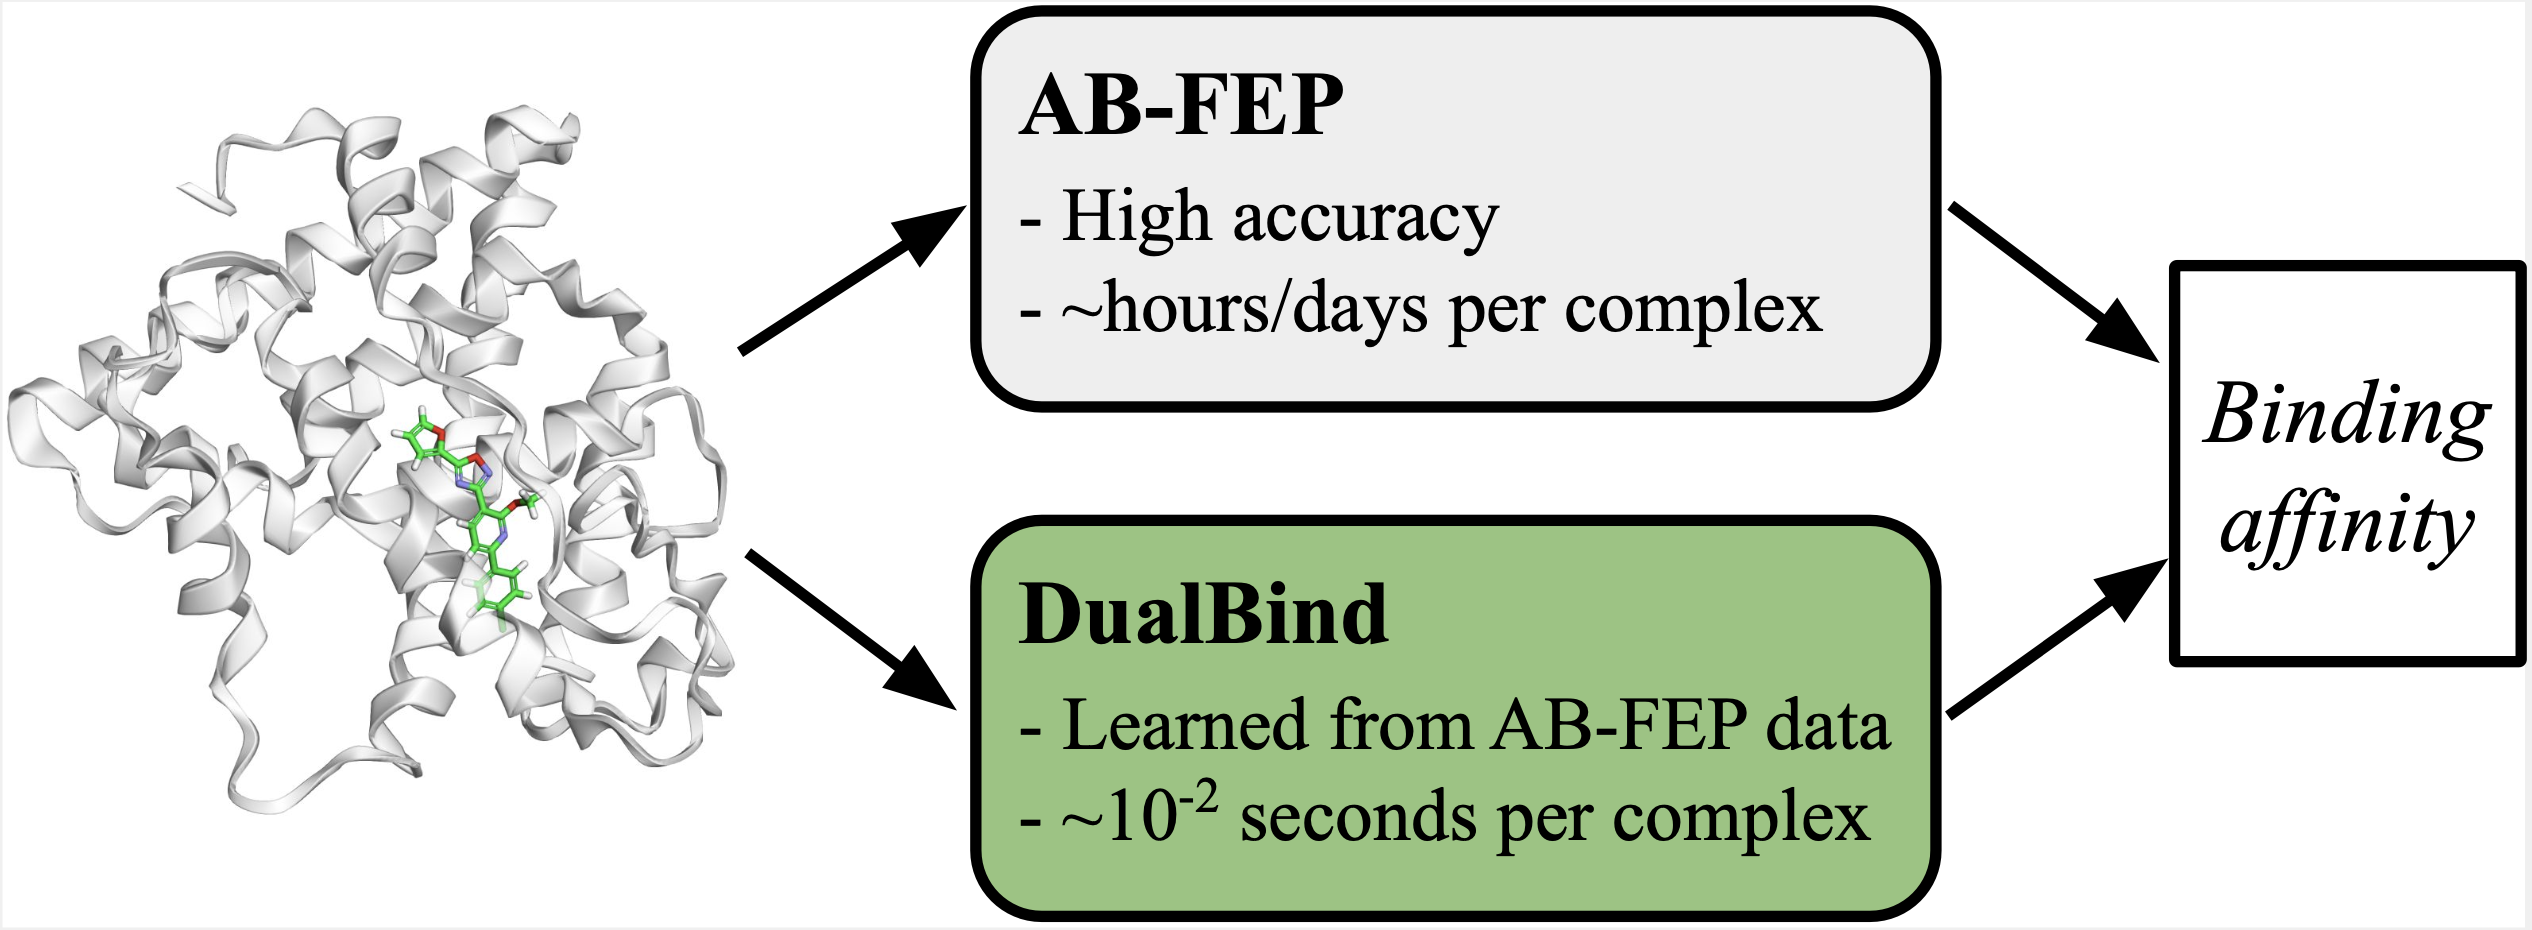 AB-FEP
- High accuracy
- ~hours/days per complex
DualBind
- Learned from AB-FEP data
- ~10⁻² seconds per complex
Binding
affinity